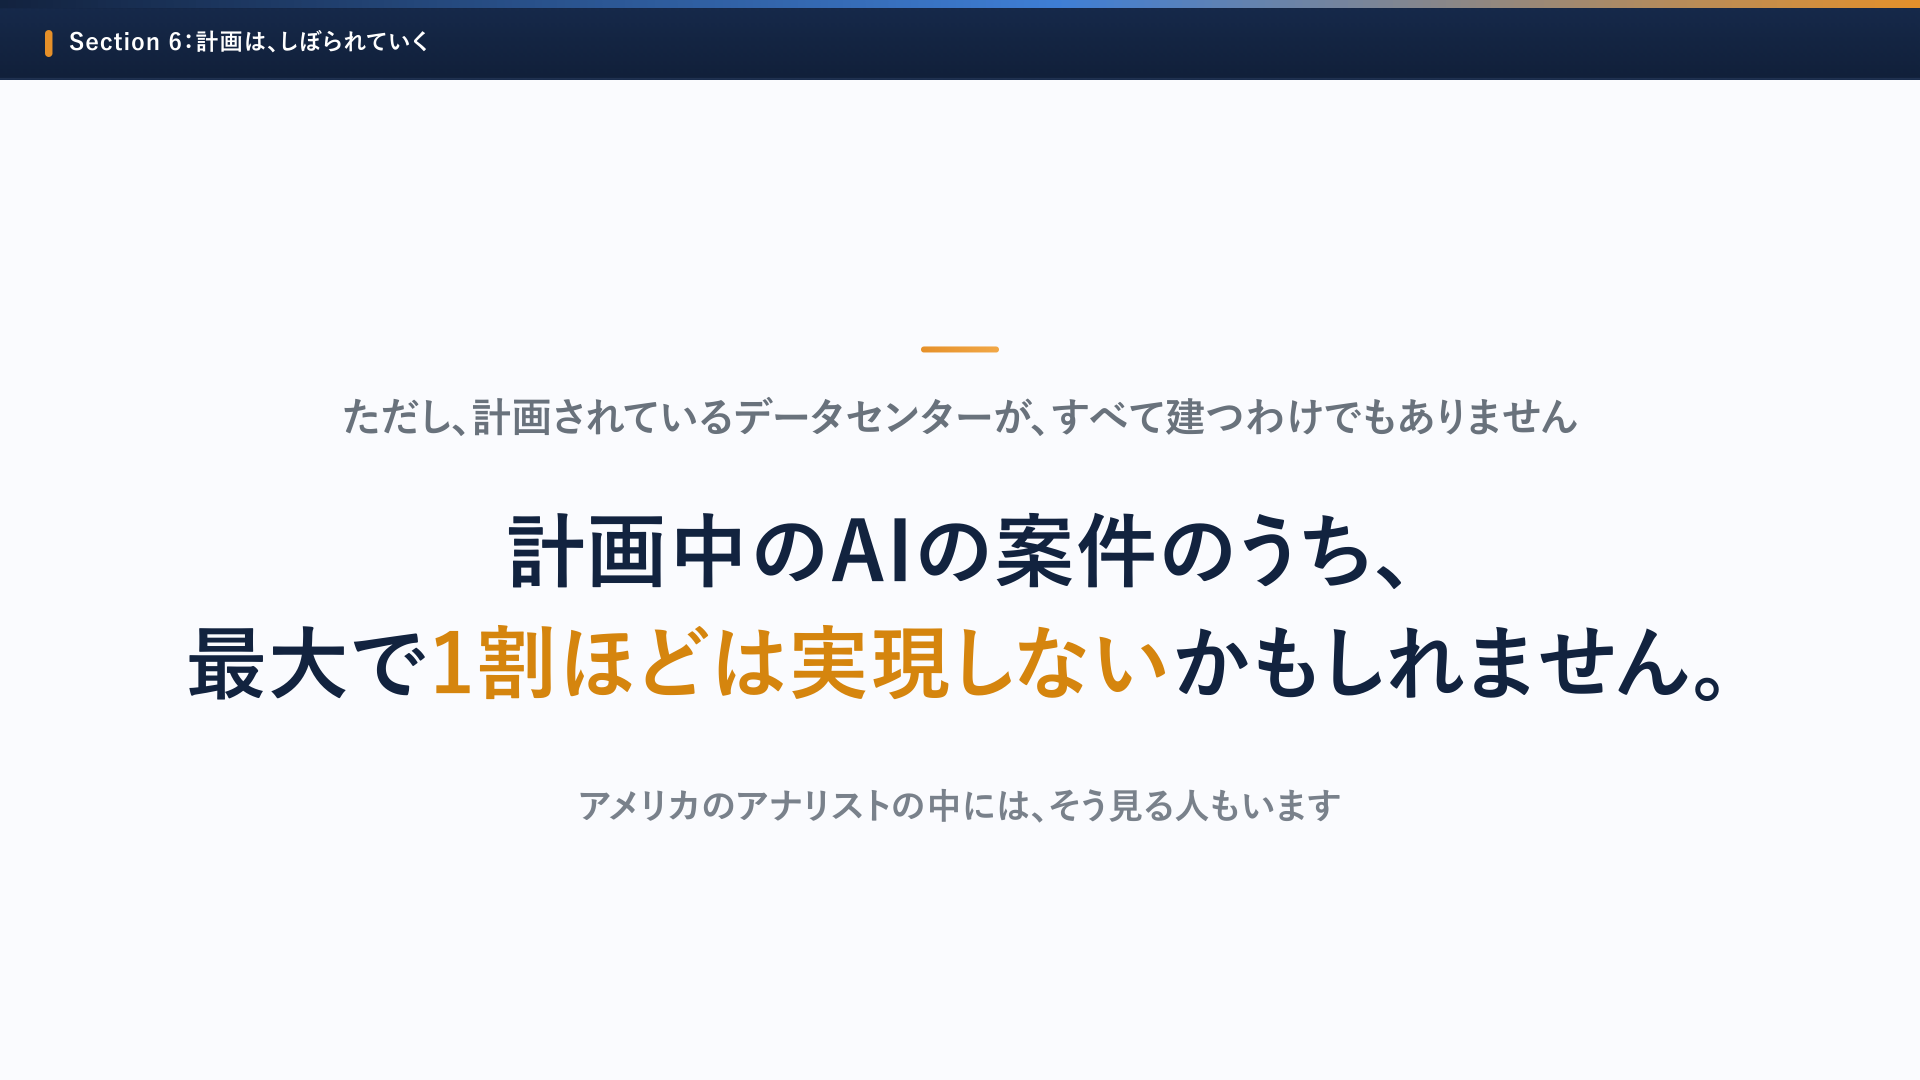 Section 6：計画は、しぼられていく
ただし、計画されているデータセンターが、すべて建つわけでもありません
計画中のAIの案件のうち、
最大で1割ほどは実現しないかもしれません。
アメリカのアナリストの中には、そう見る人もいます